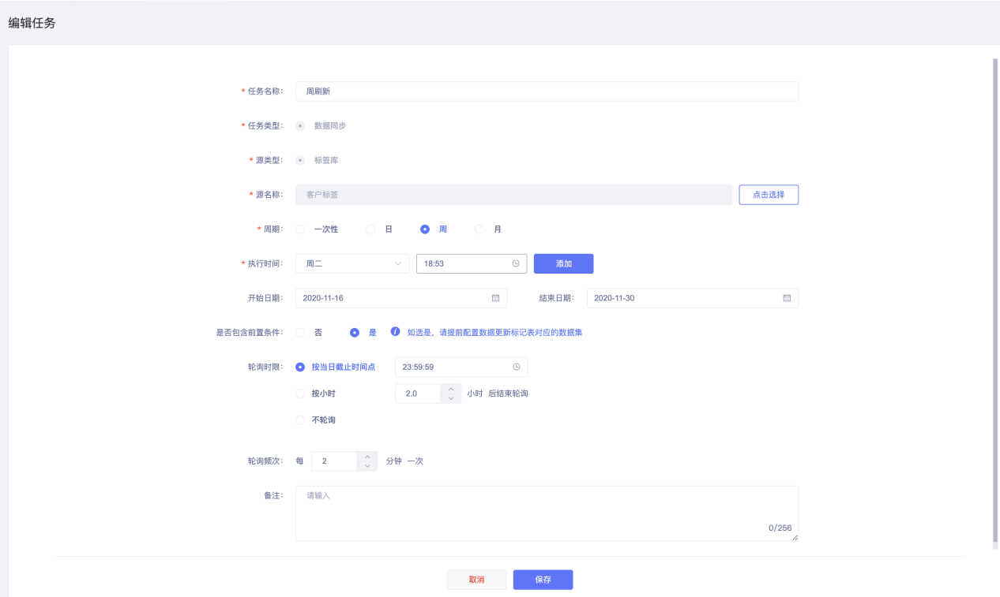 编辑任务
* 任务名称： 周刷新
* 任务类型： 数据同步
* 源类型： 标签库
* 源名称： 客户标签 点击选择
* 周期： 一次性 日 周 月
* 执行时间： 周二 18:53 添加
开始日期： 2020-11-16 结束日期： 2020-11-30
是否包含前置条件： 否 是 如选是，请提前配置数据更新标记表对应的数据集
轮询时限： 按当日截止时间点 23:59:59
按小时 2.0 小时 后结束轮询
不轮询
轮询频次： 每 2 分钟 一次
备注： 请输入
0/256
取消 保存